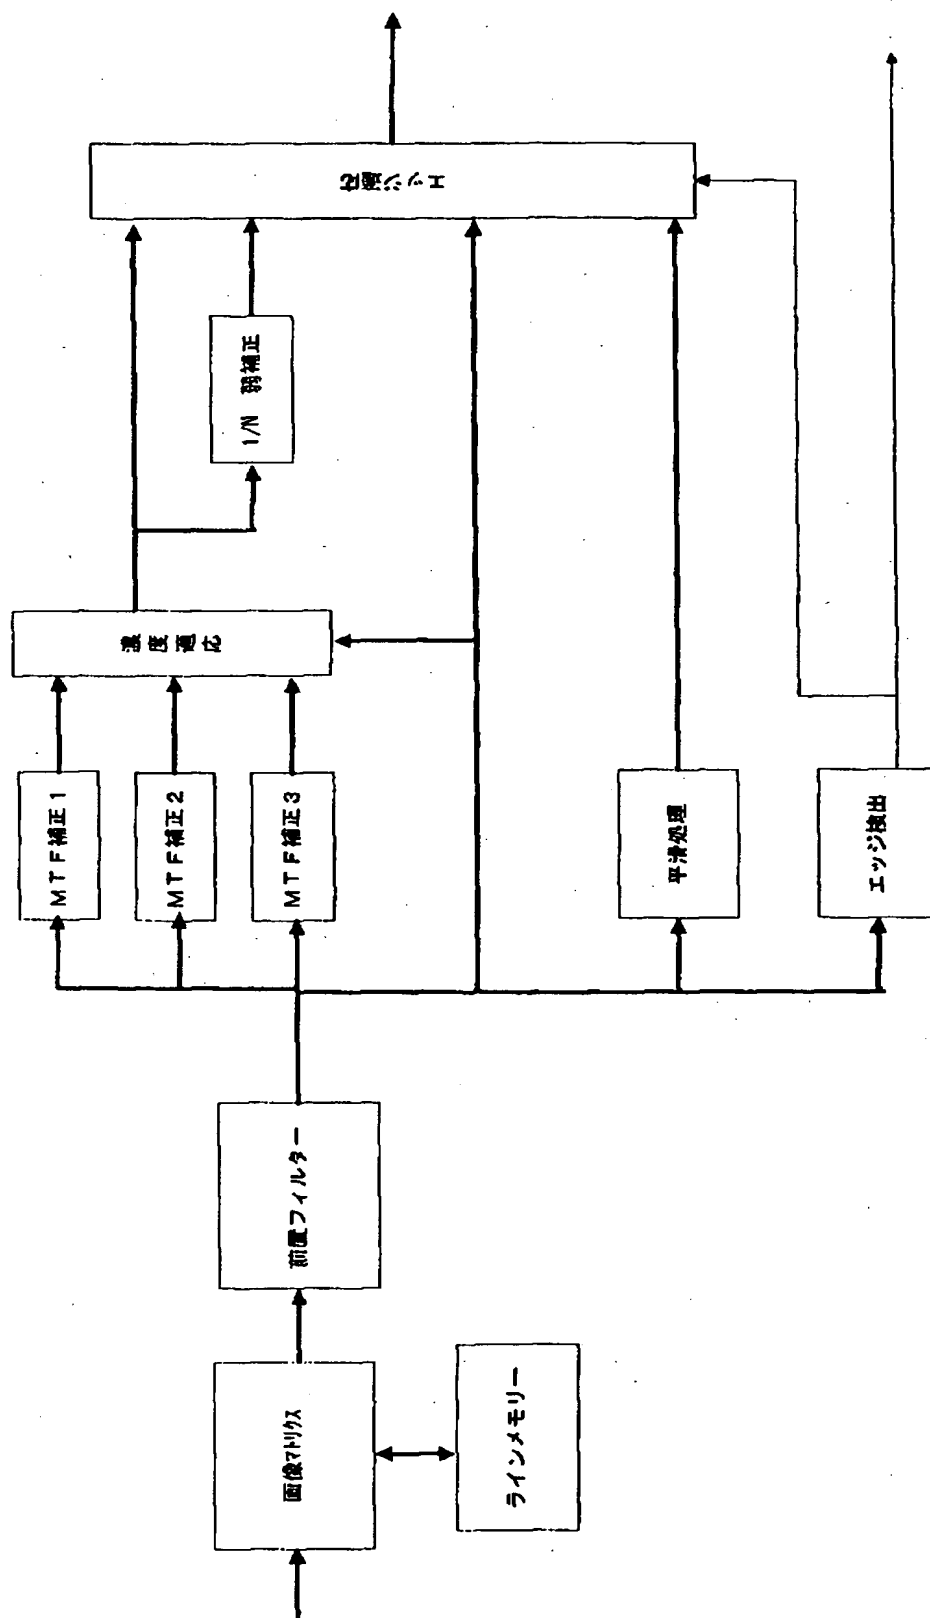 画像マトリクス
ラインメモリー
前置フィルター
MTF補正1
MTF補正2
MTF補正3
平滑処理
エッジ検出
濃度適応
1/N 弱補正
エッジ適応